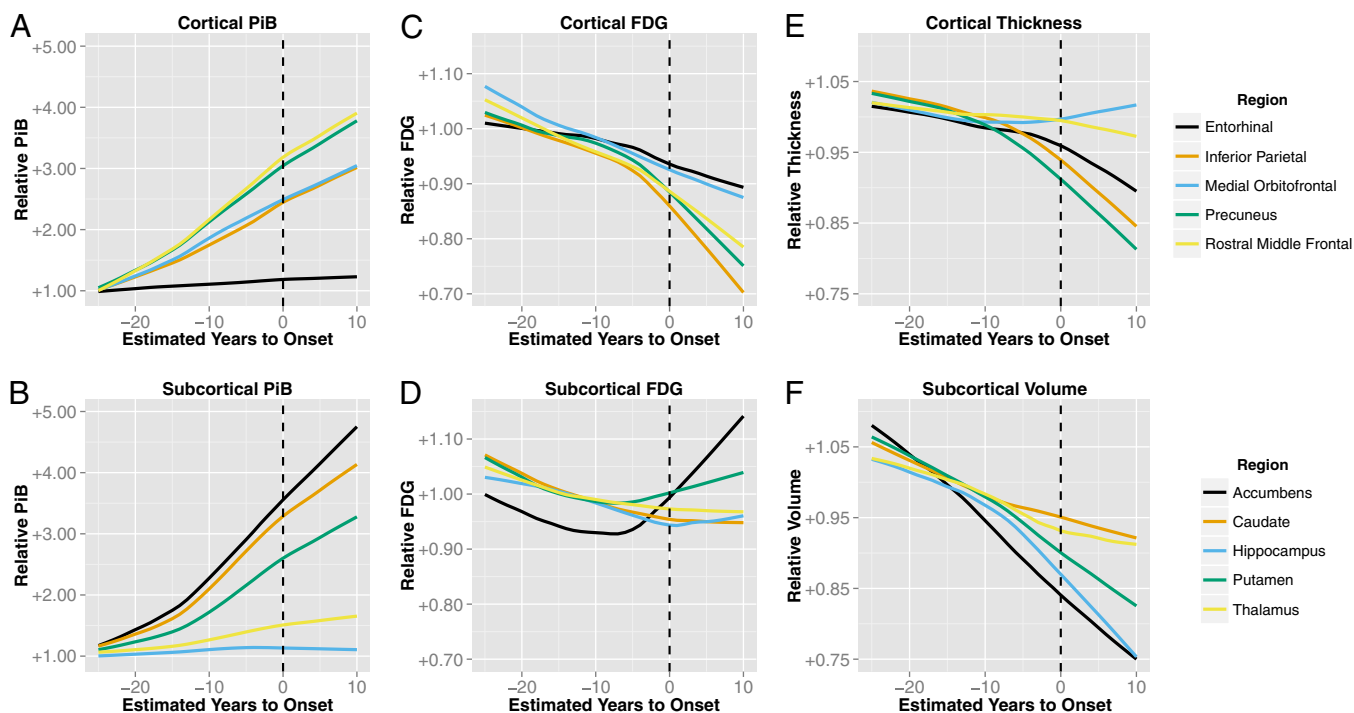 A
Cortical PiB
+5.00
+4.00
+3.00
+2.00
+1.00
Relative PiB
−20
−10
0
10
Estimated Years to Onset
C
Cortical FDG
+1.10
+1.00
+0.90
+0.80
+0.70
Relative FDG
−20
−10
0
10
Estimated Years to Onset
E
Cortical Thickness
+1.05
+0.95
+0.85
+0.75
Relative Thickness
−20
−10
0
10
Estimated Years to Onset
Region
Entorhinal
Inferior Parietal
Medial Orbitofrontal
Precuneus
Rostral Middle Frontal
B
Subcortical PiB
+5.00
+4.00
+3.00
+2.00
+1.00
Relative PiB
−20
−10
0
10
Estimated Years to Onset
D
Subcortical FDG
+1.10
+1.00
+0.90
+0.80
+0.70
Relative FDG
−20
−10
0
10
Estimated Years to Onset
F
Subcortical Volume
+1.05
+0.95
+0.85
+0.75
Relative Volume
−20
−10
0
10
Estimated Years to Onset
Region
Accumbens
Caudate
Hippocampus
Putamen
Thalamus